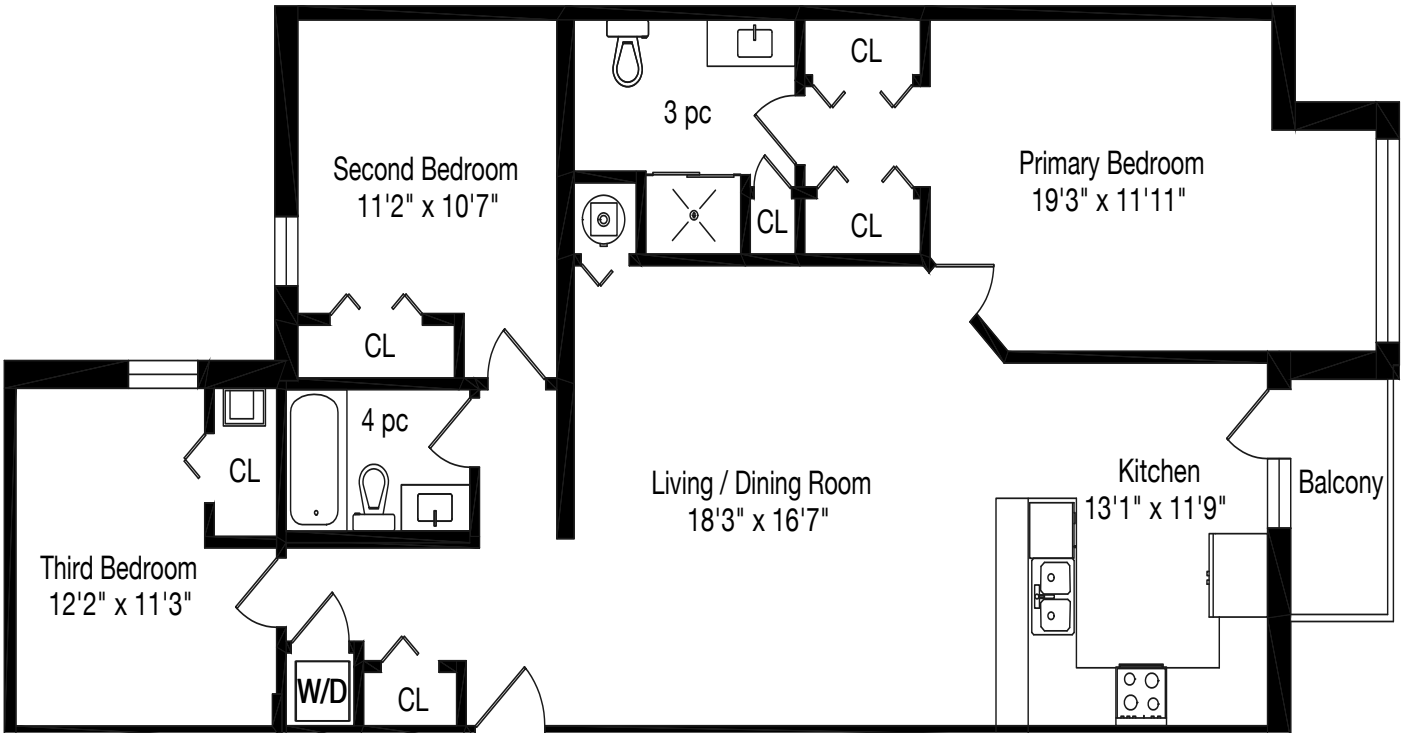 CL
3 pc
Second Bedroom
11'2" x 10'7"
Primary Bedroom
19'3" x 11'11"
CL
CL
CL
4 pc
CL
Living / Dining Room
18'3" x 16'7"
Kitchen
13'1" x 11'9"
Balcony
Third Bedroom
12'2" x 11'3"
W/D
CL